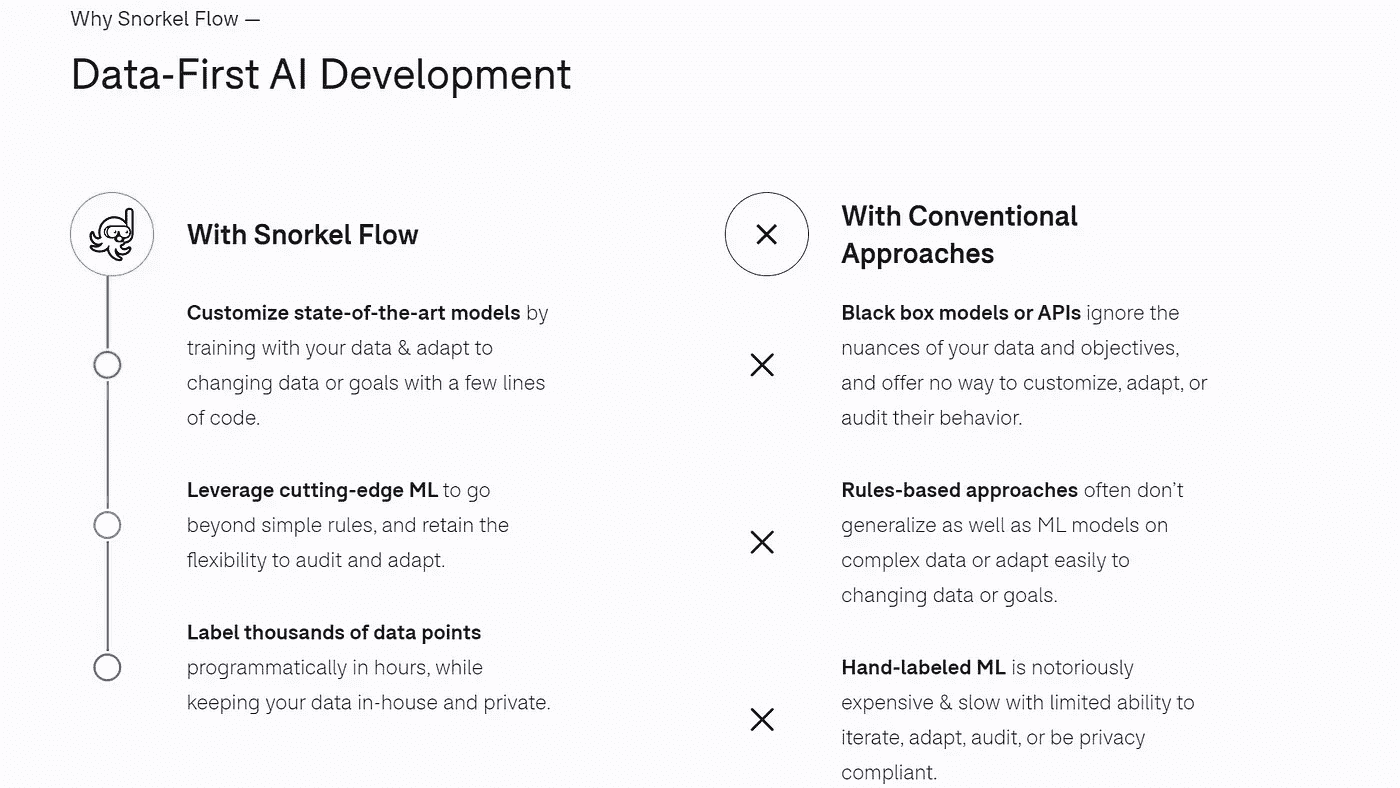 Why Snorkel Flow —
Data-First AI Development
With Snorkel Flow
Customize state-of-the-art models by
training with your data & adapt to
changing data or goals with a few lines
of code.
Leverage cutting-edge ML to go
beyond simple rules, and retain the
flexibility to audit and adapt.
Label thousands of data points
programmatically in hours, while
keeping your data in-house and private.
With Conventional
Approaches
Black box models or APIs ignore the
nuances of your data and objectives,
and offer no way to customize, adapt, or
audit their behavior.
Rules-based approaches often don’t
generalize as well as ML models on
complex data or adapt easily to
changing data or goals.
Hand-labeled ML is notoriously
expensive & slow with limited ability to
iterate, adapt, audit, or be privacy
compliant.